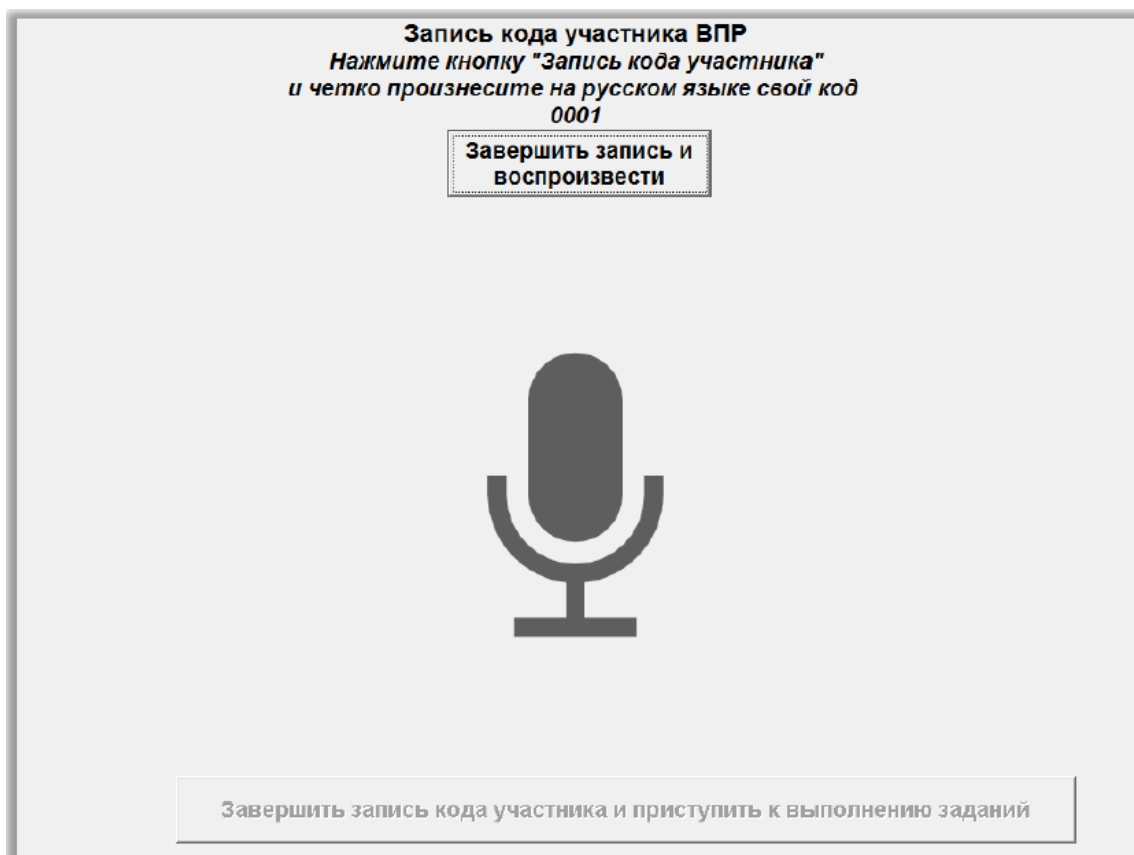 Запись кода участника ВПР
Нажмите кнопку "Запись кода участника"
и четко произнесите на русском языке свой код
0001
Завершить запись и
воспроизвести
Завершить запись кода участника и приступить к выполнению заданий